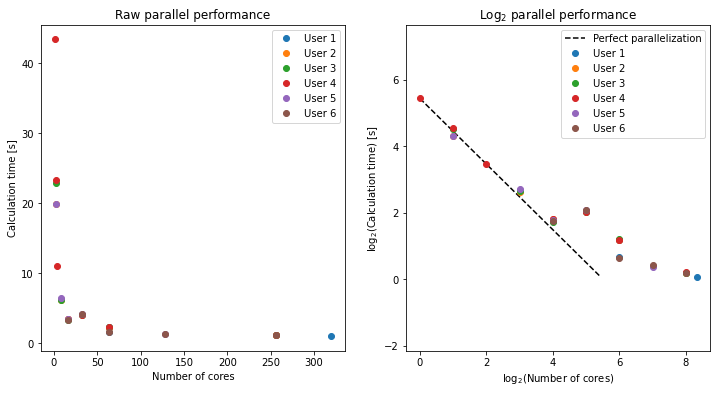 Raw parallel performance
Calculation time [s]
40
30
20
10
0
0 50 100 150 200 250 300
Number of cores
User 1
User 2
User 3
User 4
User 5
User 6
Log₂ parallel performance
log₂(Calculation time) [s]
6
4
2
0
−2
0 2 4 6 8
log₂(Number of cores)
Perfect parallelization
User 1
User 2
User 3
User 4
User 5
User 6